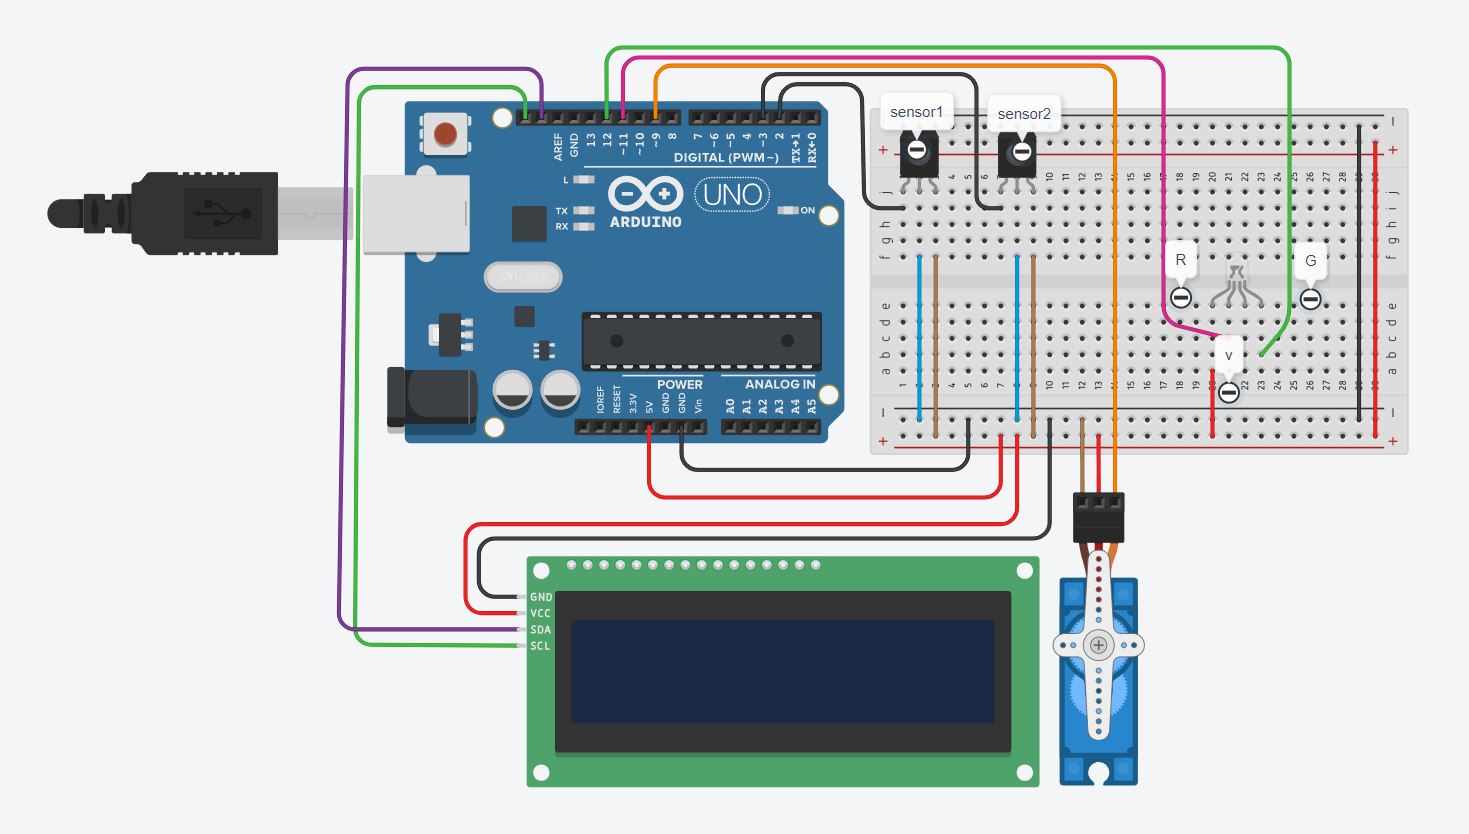 sensor1
sensor2
AREF
GND
13
12
~11
~10
~9
8
7
~6
~5
4
~3
2
TX→1
RX←0
DIGITAL (PWM~)
L
TX
RX
ARDUINO
UNO
ON
IOREF
RESET
3.3V
5V
GND
GND
Vin
POWER
ANALOG IN
A0
A1
A2
A3
A4
A5
R
G
v
j
i
h
g
f
e
d
c
b
a
GND
VCC
SDA
SCL